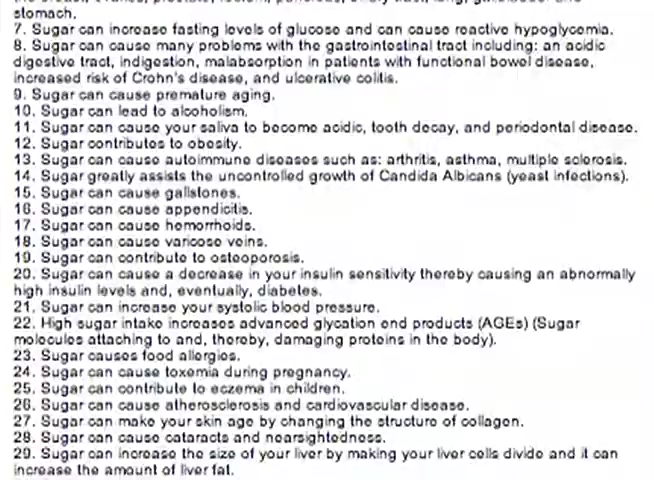 stomach.
7. Sugar can increase fasting levels of glucose and can cause reactive hypoglycemia.
8. Sugar can cause many problems with the gastrointestinal tract including: an acidic
digestive tract, indigestion, malabsorption in patients with functional bowel disease,
increased risk of Crohn's disease, and ulcerative colitis.
9. Sugar can cause premature aging.
10. Sugar can lead to alcoholism.
11. Sugar can cause your saliva to become acidic, tooth decay, and periodontal disease.
12. Sugar contributes to obesity.
13. Sugar can cause autoimmune diseases such as: arthritis, asthma, multiple sclerosis.
14. Sugar greatly assists the uncontrolled growth of Candida Albicans (yeast infections).
15. Sugar can cause gallstones.
16. Sugar can cause appendicitis.
17. Sugar can cause hemorrhoids.
18. Sugar can cause varicose veins.
19. Sugar can contribute to osteoporosis.
20. Sugar can cause a decrease in your insulin sensitivity thereby causing an abnormally
high insulin levels and, eventually, diabetes.
21. Sugar can increase your systolic blood pressure.
22. High sugar intake increases advanced glycation end products (AGEs) (Sugar
molecules attaching to and, thereby, damaging proteins in the body).
23. Sugar causes food allergies.
24. Sugar can cause toxemia during pregnancy.
25. Sugar can contribute to eczema in children.
26. Sugar can cause atherosclerosis and cardiovascular disease.
27. Sugar can make your skin age by changing the structure of collagen.
28. Sugar can cause cataracts and nearsightedness.
29. Sugar can increase the size of your liver by making your liver cells divide and it can
increase the amount of liver fat.